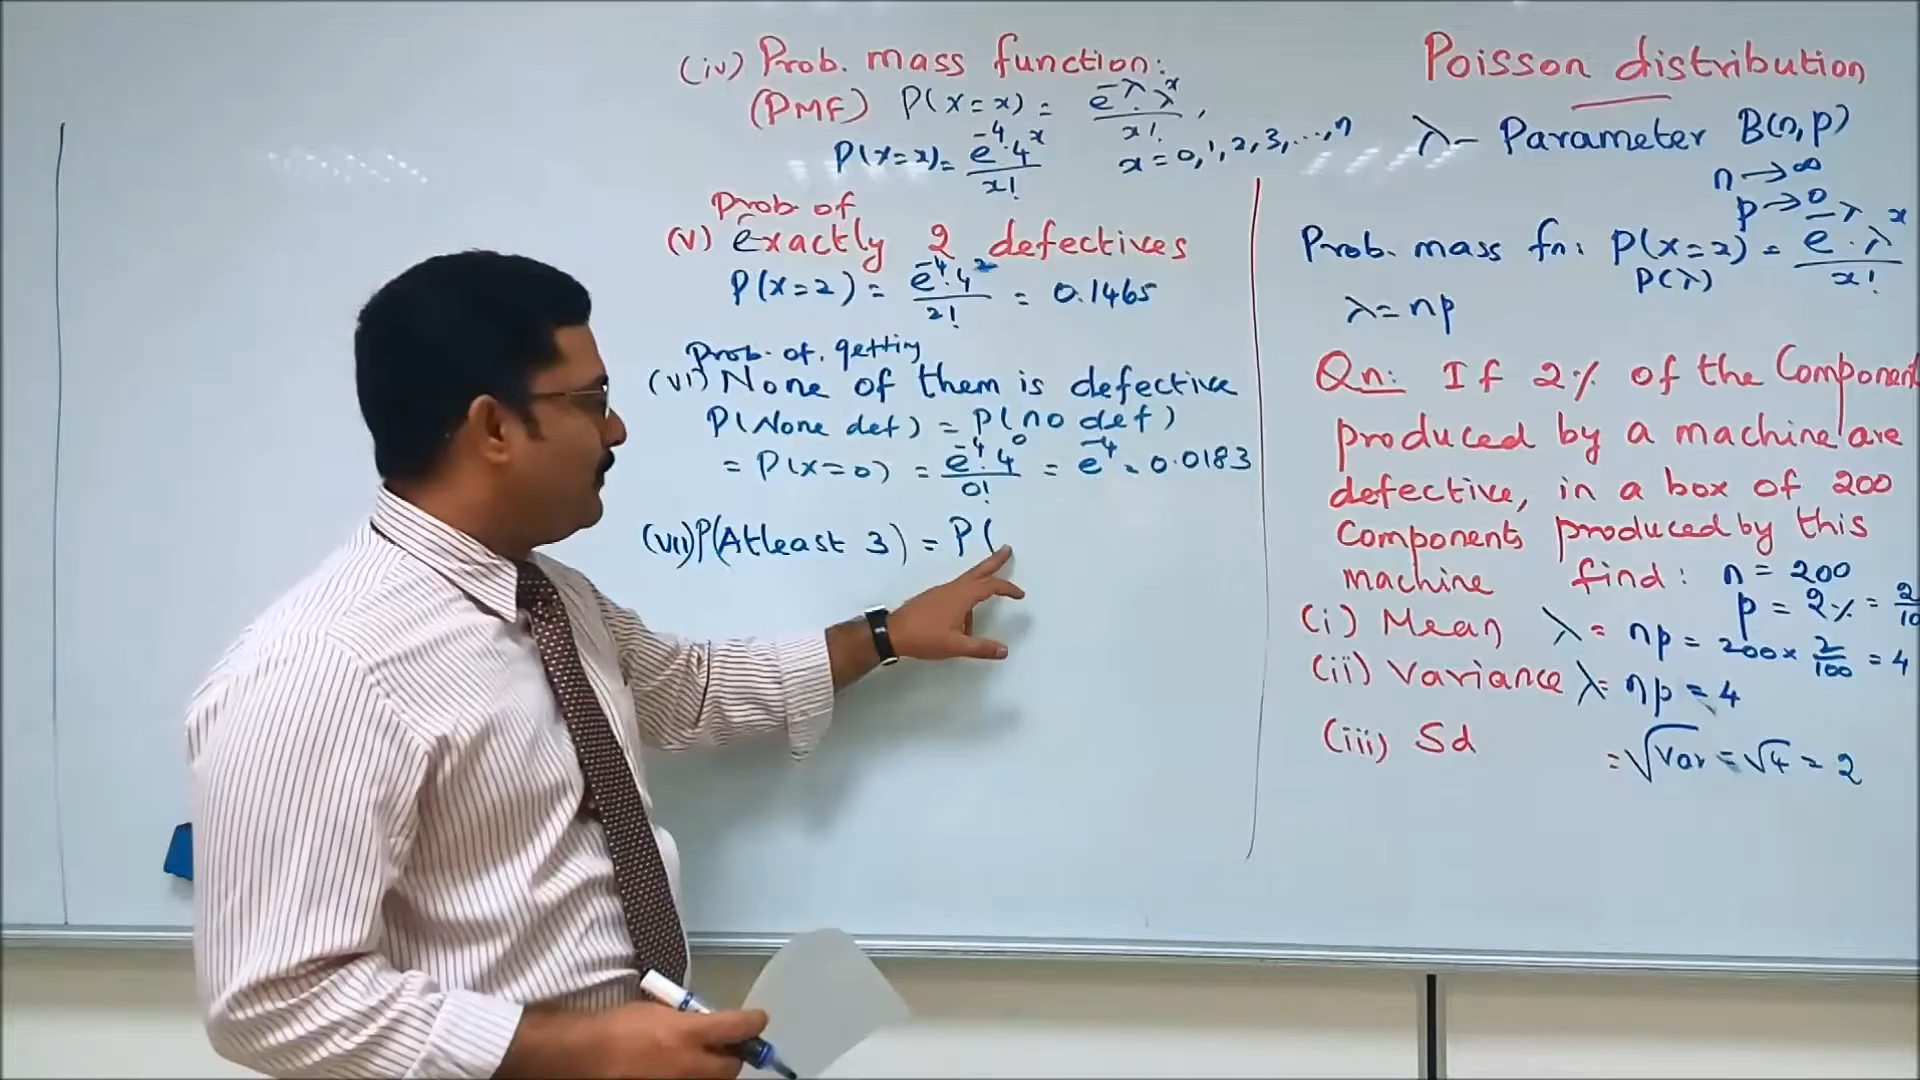 (iv) Prob. mass function:
(PMF) P(x=x) = e^-λ.λ^x / x! ,
P(x=x) = e^-4.4^x / x!
x=0,1,2,3,...,n
Prob. of
(v) exactly 2 defectives
P(x=2) = e^-4.4^2 / 2! = 0.1465
Prob. of. getting
(vi) None of them is defective
P(None def) = P(no def)
= P(x=0) = e^-4.4^0 / 0! = e^-4 = 0.0183
(vii) P(Atleast 3) = P(
Poisson distribution
λ- Parameter B(n,p)
n→∞
p→0
Prob. mass fn: P(x=x) = e^-λ.λ^x / x!
P(λ)
λ=np
Qn: If 2% of the Component
produced by a machine are
defective, in a box of 200
Components produced by this
machine find: n = 200
p = 2% = 2/10
(i) Mean λ= np = 200x 2/100 = 4
(ii) Variance λ= np = 4
(iii) Sd = √Var = √4 = 2